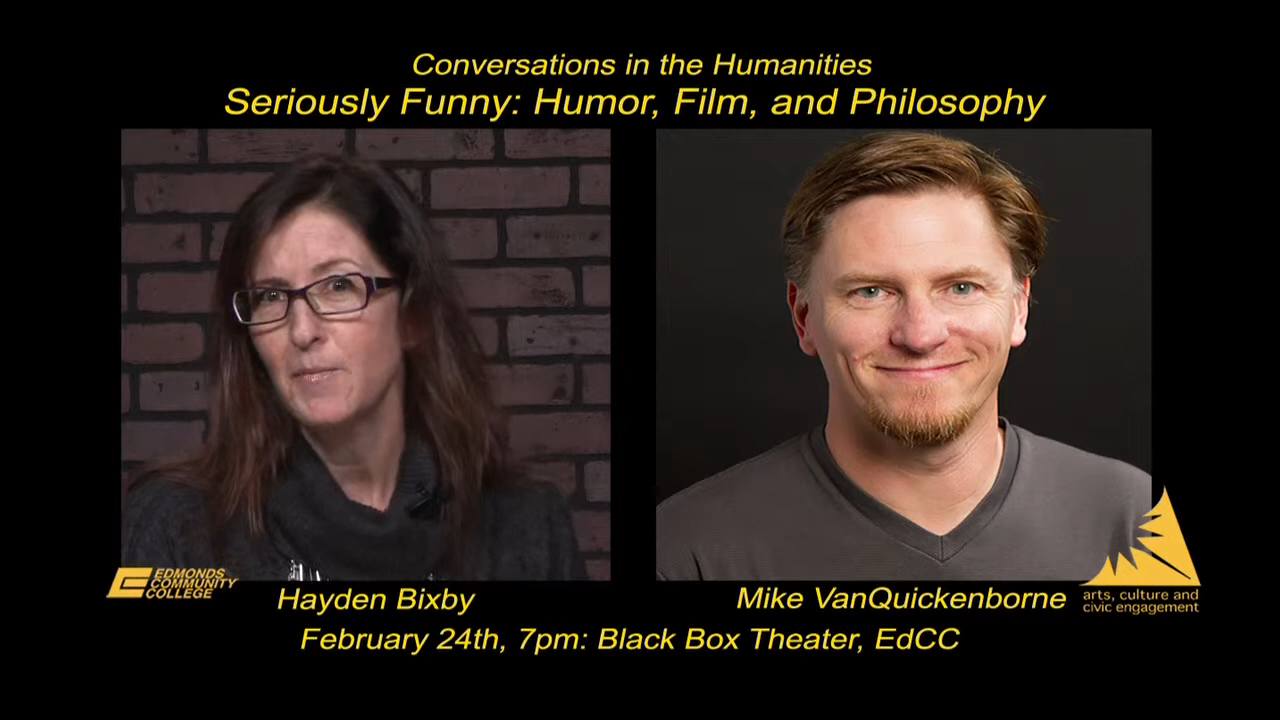 Conversations in the Humanities
Seriously Funny: Humor, Film, and Philosophy
EDMONDS
COMMUNITY
COLLEGE
Hayden Bixby
Mike VanQuickenborne
arts, culture and
civic engagement
February 24th, 7pm: Black Box Theater, EdCC